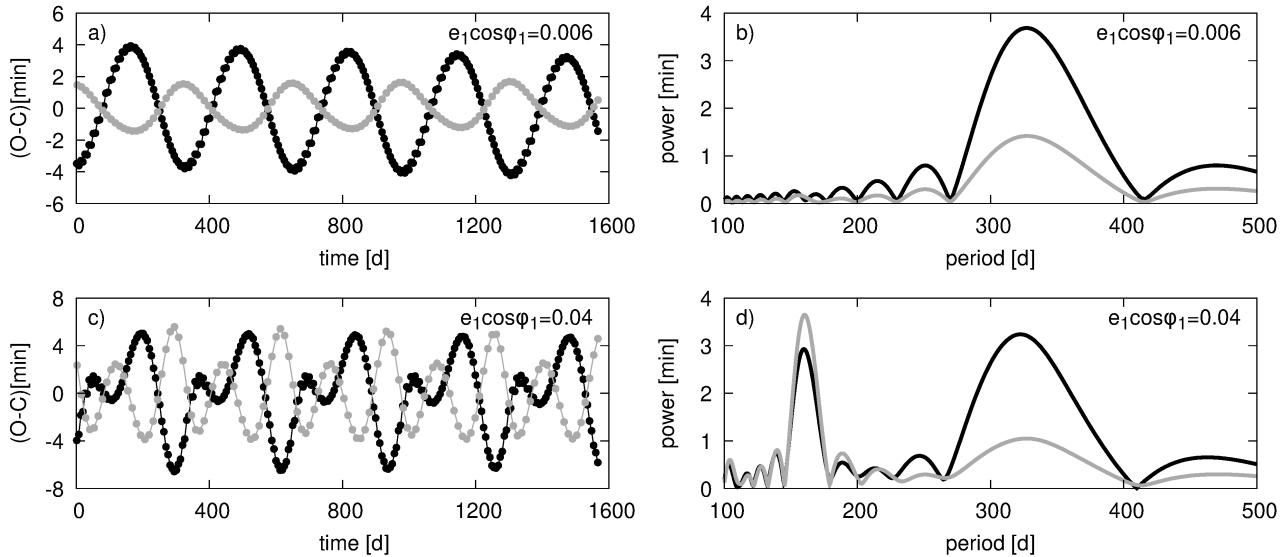 a) e₁cosφ₁=0.006
(O-C)[min]
6
4
2
0
-2
-4
-6
0 400 800 1200 1600
time [d]
b) e₁cosφ₁=0.006
power [min]
4
3
2
1
0
100 200 300 400 500
period [d]
c) e₁cosφ₁=0.04
(O-C)[min]
8
4
0
-4
-8
0 400 800 1200 1600
time [d]
d) e₁cosφ₁=0.04
power [min]
4
3
2
1
0
100 200 300 400 500
period [d]